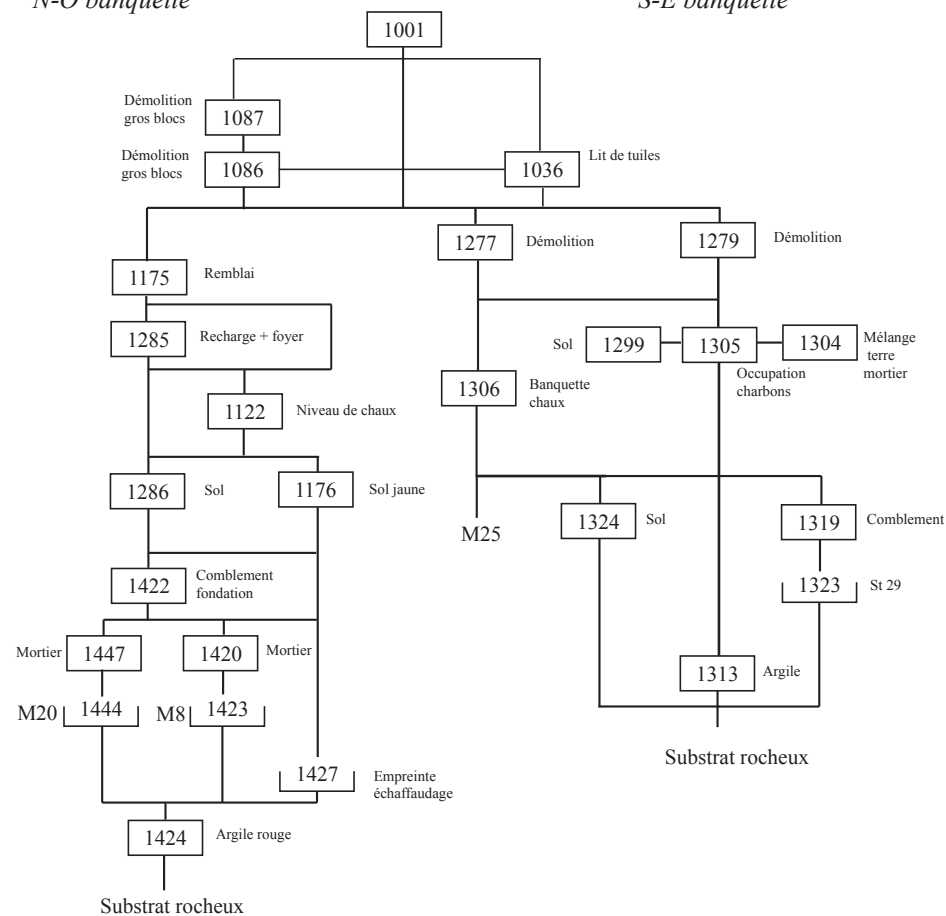 N-O banquette
S-E banquette
1001
Démolition
gros blocs
1087
Démolition
gros blocs
1086
1036
Lit de tuiles
1277
Démolition
1279
Démolition
1175
Remblai
1285
Recharge + foyer
Sol
1299
1305
1304
Mélange
terre
mortier
Occupation
charbons
1306
Banquette
chaux
1122
Niveau de chaux
1286
Sol
1176
Sol jaune
M25
1324
Sol
1319
Comblement
1422
Comblement
fondation
1323
St 29
Mortier
1447
1420
Mortier
1313
Argile
M20
1444
M8
1423
Substrat rocheux
1427
Empreinte
échaffaudage
1424
Argile rouge
Substrat rocheux